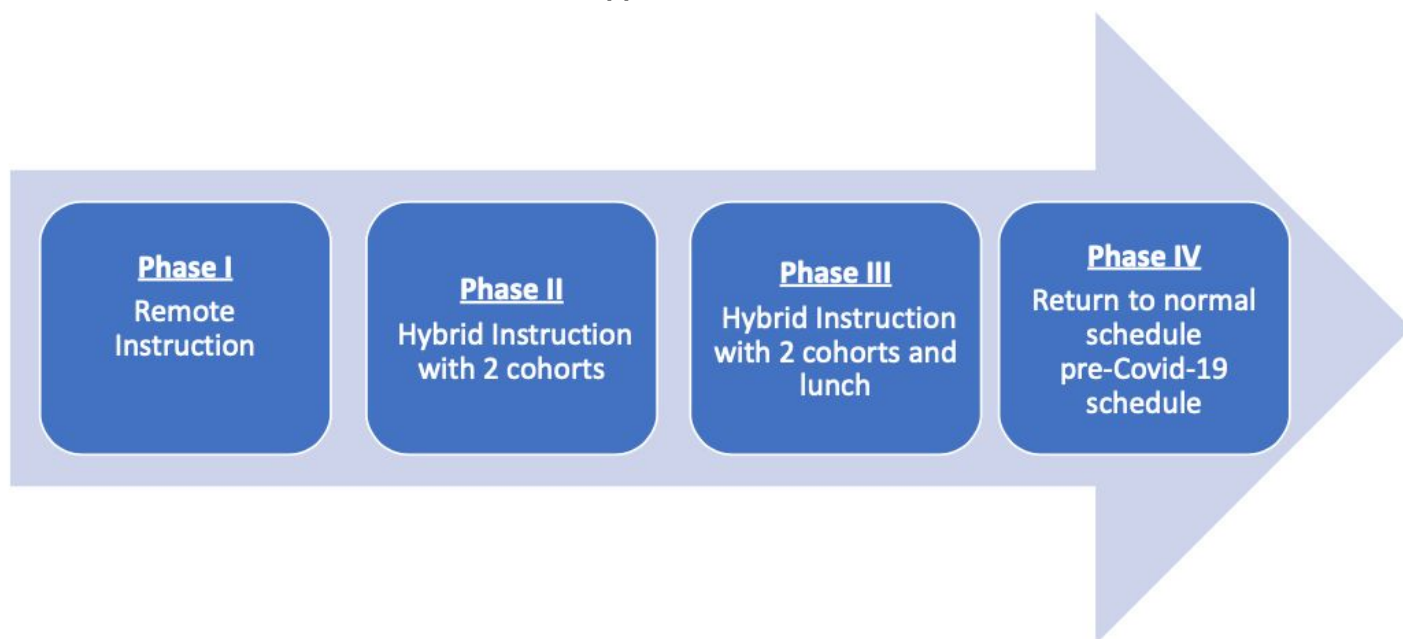 Phase I
Remote
Instruction
Phase II
Hybrid Instruction
with 2 cohorts
Phase III
Hybrid Instruction
with 2 cohorts and
lunch
Phase IV
Return to normal
schedule
pre-Covid-19
schedule